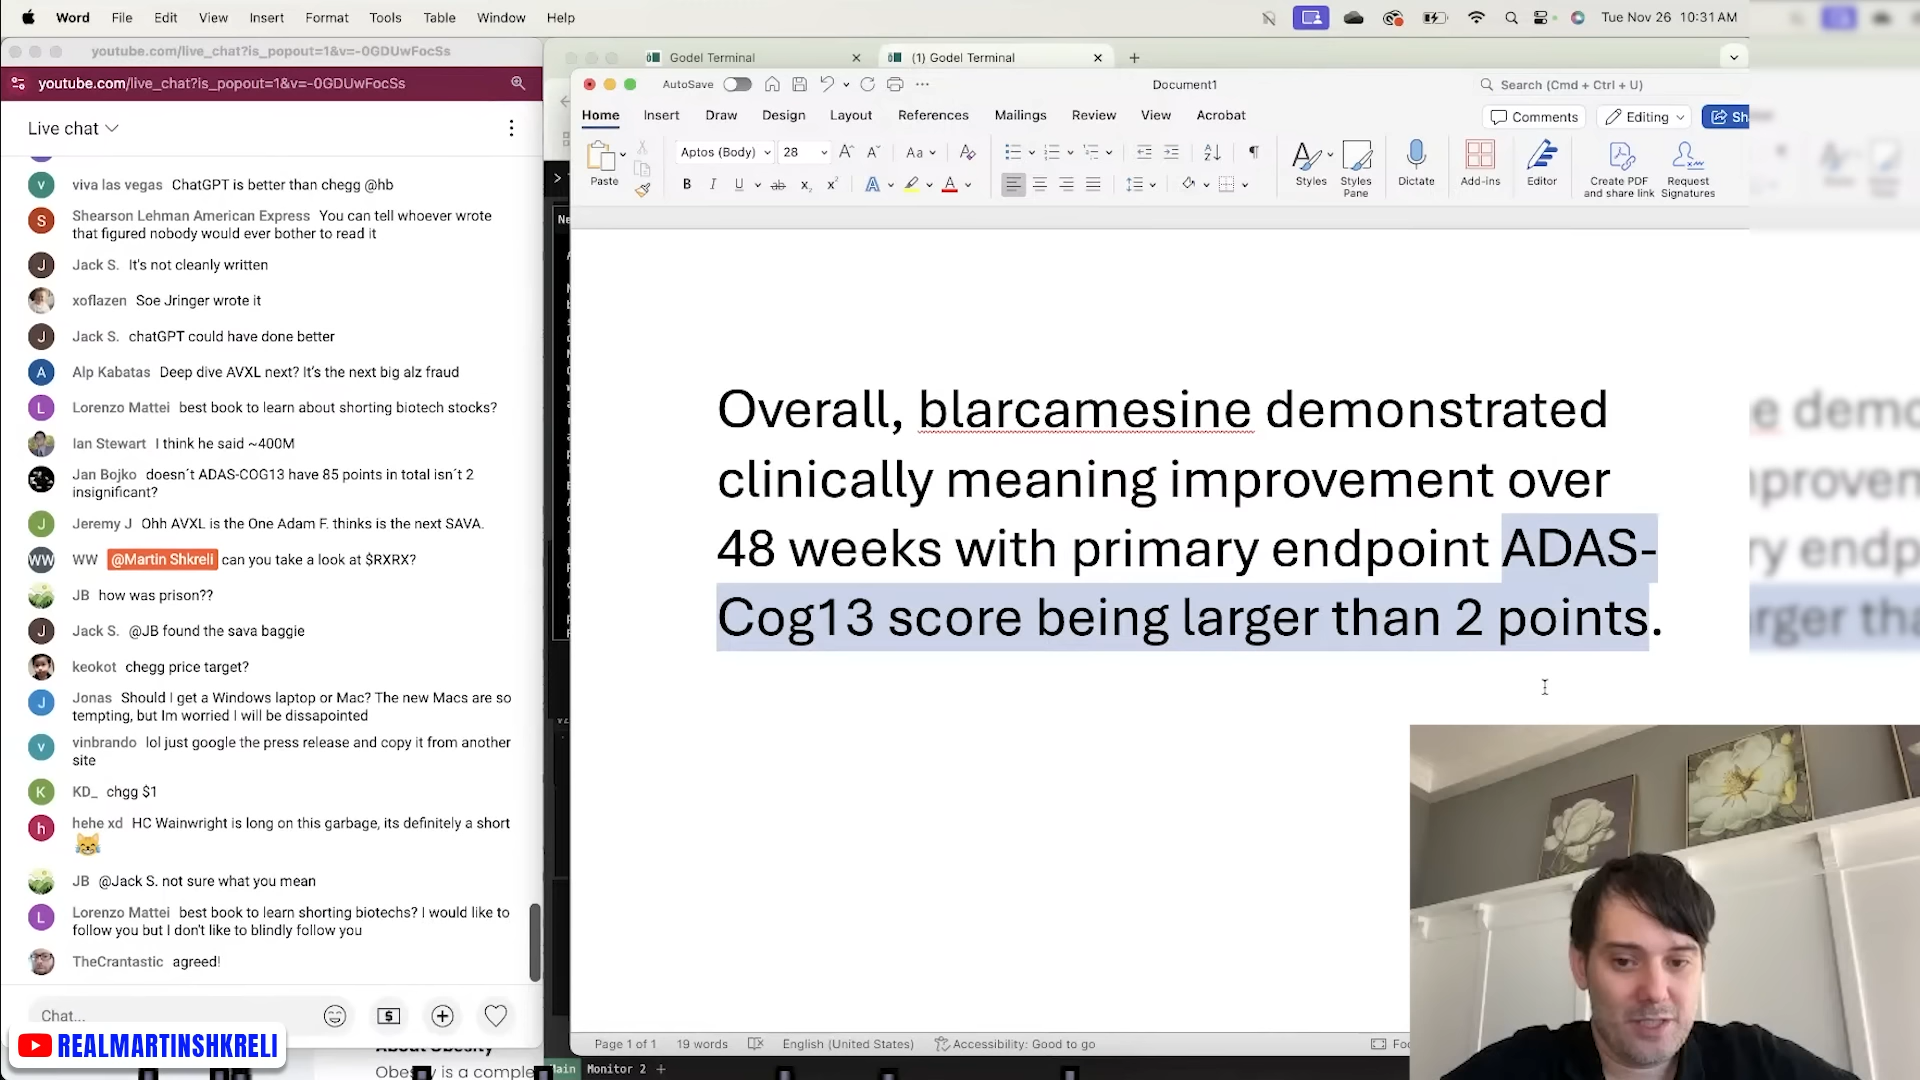 Word File Edit View Insert Format Tools Table Window Help
Tue Nov 26 10:31 AM
youtube.com/live_chat?is_popout=1&v=-0GDUwFocSs
youtube.com/live_chat?is_popout=1&v=-0GDUwFocSs
Live chat
viva las vegas ChatGPT is better than chegg @hb
Shearson Lehman American Express You can tell whoever wrote
that figured nobody would ever bother to read it
Jack S. It's not cleanly written
xoflazen Soe Jringer wrote it
Jack S. chatGPT could have done better
Alp Kabatas Deep dive AVXL next? It's the next big alz fraud
Lorenzo Mattei best book to learn about shorting biotech stocks?
Ian Stewart I think he said ~400M
Jan Bojko doesn´t ADAS-COG13 have 85 points in total isn´t 2
insignificant?
Jeremy J Ohh AVXL is the One Adam F. thinks is the next SAVA.
WW @Martin Shkreli can you take a look at $RXRX?
JB how was prison??
Jack S. @JB found the sava baggie
keokot chegg price target?
Jonas Should I get a Windows laptop or Mac? The new Macs are so
tempting, but Im worried I will be dissapointed
vinbrando lol just google the press release and copy it from another
site
KD_ chgg $1
hehe xd HC Wainwright is long on this garbage, its definitely a short
JB @Jack S. not sure what you mean
Lorenzo Mattei best book to learn shorting biotechs? I would like to
follow you but I don't like to blindly follow you
TheCrantastic agreed!
Chat...
REALMARTINSHKRELI
About Obesity
Obesity is a comple
Godel Terminal
(1) Godel Terminal
AutoSave
Document1
Search (Cmd + Ctrl + U)
Home Insert Draw Design Layout References Mailings Review View Acrobat
Comments
Editing
Sh
Paste
Aptos (Body)
28
Styles
Styles
Pane
Dictate
Add-ins
Editor
Create PDF
and share link
Request
Signatures
Overall, blarcamesine demonstrated
clinically meaning improvement over
48 weeks with primary endpoint ADAS-
Cog13 score being larger than 2 points.
Page 1 of 1 19 words English (United States) Accessibility: Good to go
Foc
Main Monitor 2